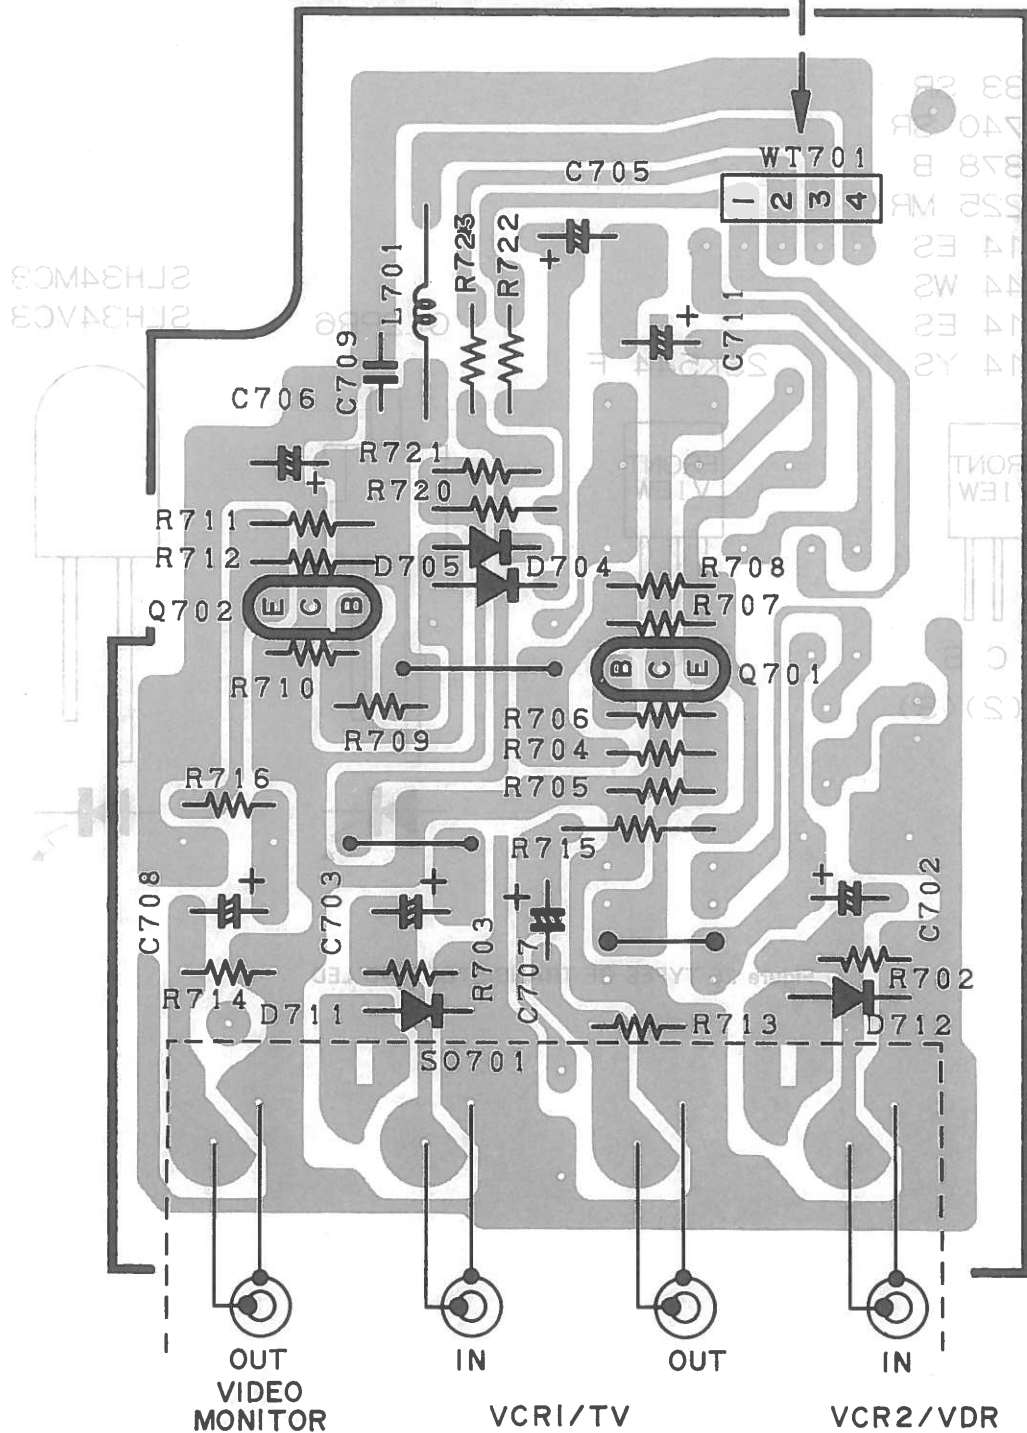 WT701
1 2 3 4
C705
R723
R722
L701
C711
C709
C706
R721
R720
R711
R712
D705
D704
R708
R707
Q702
E C B
B C E
Q701
R710
R709
R706
R704
R705
R716
R715
C708
C703
R703
C707
C702
R714
D711
R702
R713
D712
SO701
OUT
IN
OUT
IN
VIDEO
MONITOR
VCR1/TV
VCR2/VDR
SLH34MC3
SLH34VC3